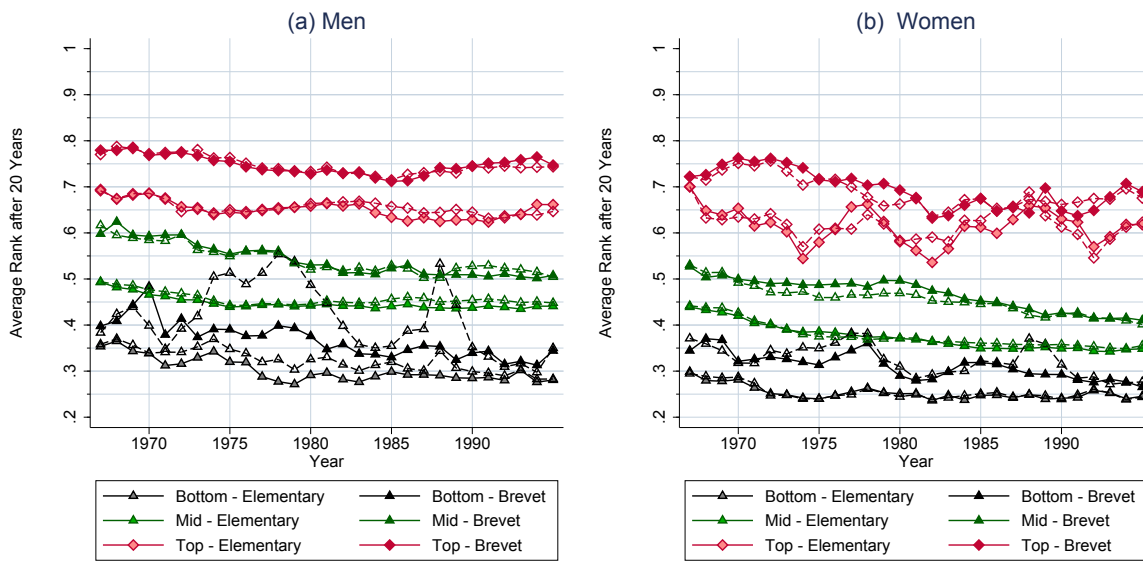 (a) Men
(b) Women
Average Rank after 20 Years
1
.9
.8
.7
.6
.5
.4
.3
.2
1970
1975
1980
1985
1990
Year
Average Rank after 20 Years
1
.9
.8
.7
.6
.5
.4
.3
.2
1970
1975
1980
1985
1990
Year
Bottom - Elementary
Bottom - Brevet
Mid - Elementary
Mid - Brevet
Top - Elementary
Top - Brevet
Bottom - Elementary
Bottom - Brevet
Mid - Elementary
Mid - Brevet
Top - Elementary
Top - Brevet